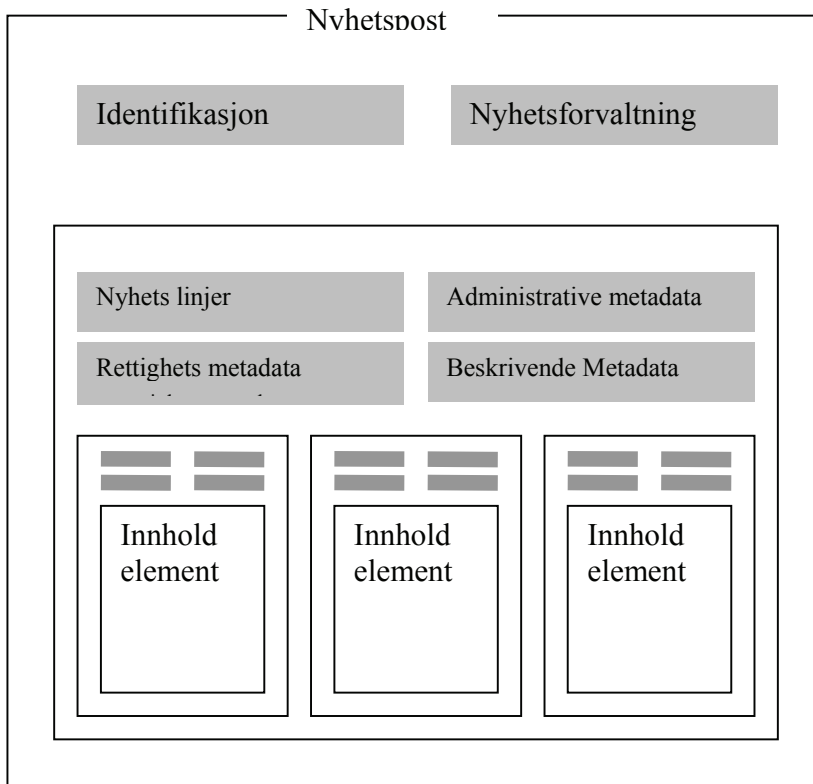 Nyhetspost
Identifikasjon
Nyhetsforvaltning
Nyhets linjer
Administrative metadata
Rettighets metadata
Beskrivende Metadata
Innhold
element
Innhold
element
Innhold
element